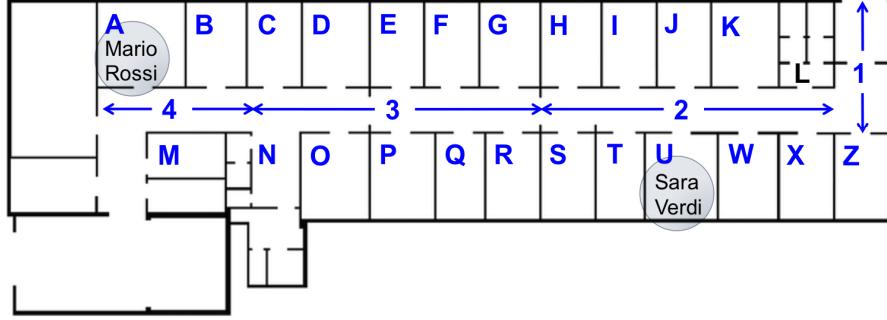 A B C D E F G H I J K
Mario
Rossi
L
4 3 2 1
M N O P Q R S T U W X Z
Sara
Verdi